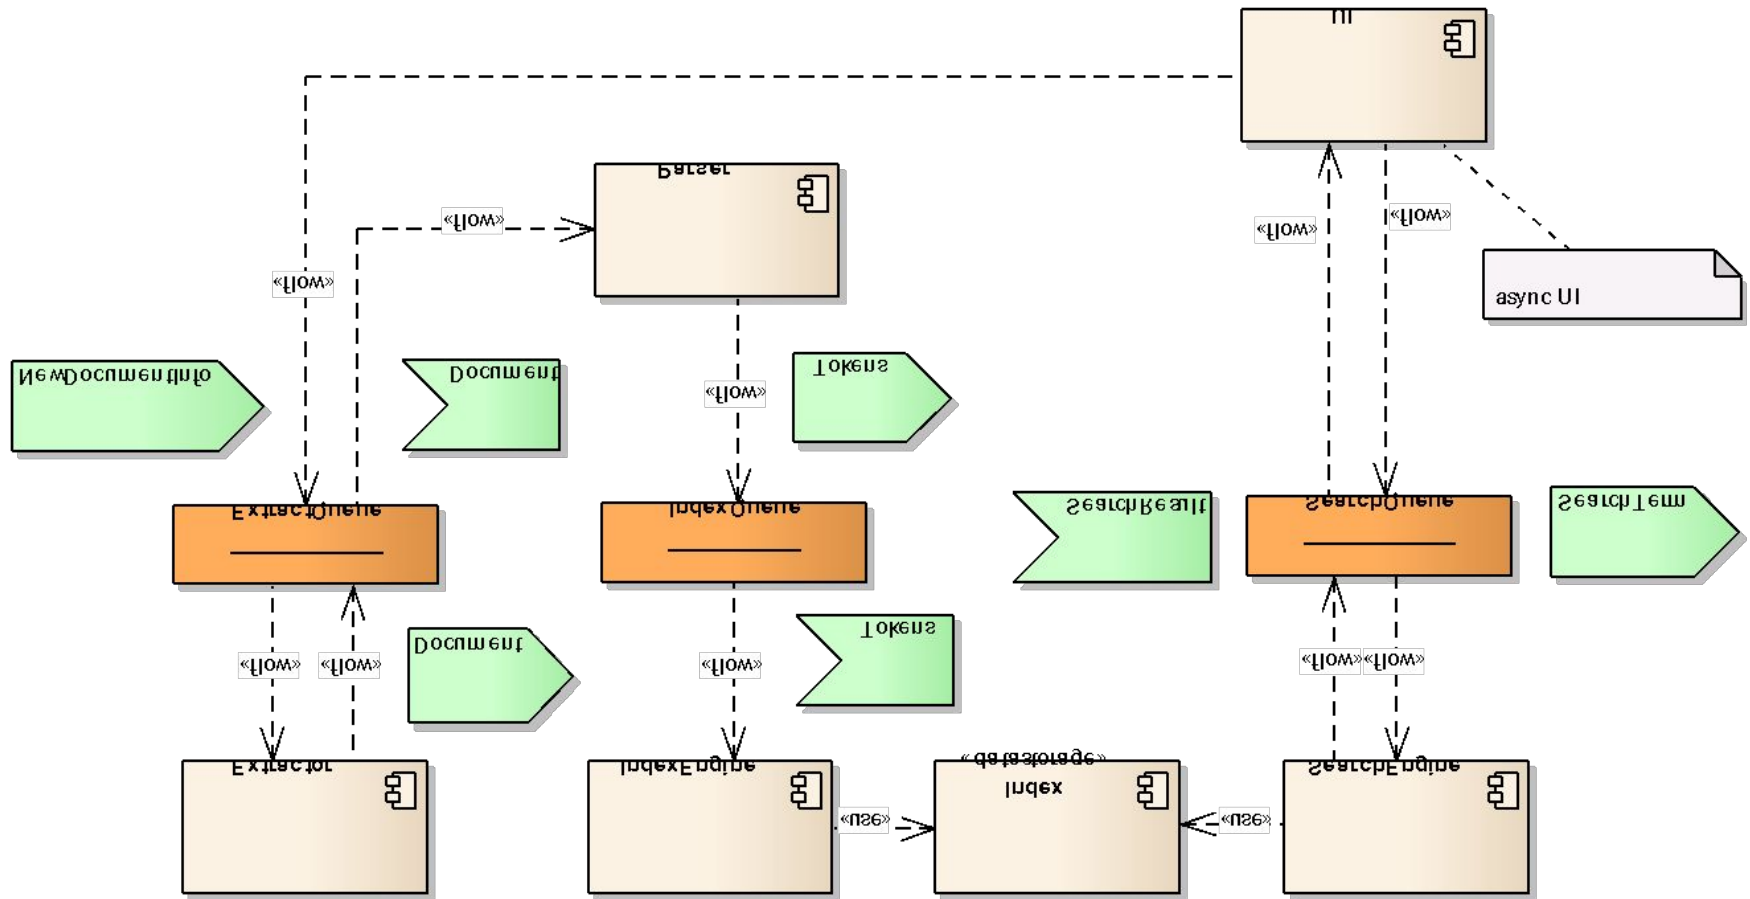 UI
Parser
«flow»
«flow»
«flow»
«flow»
async UI
NewDocumentInfo
Document
Tokens
«flow»
ExtractQueue
IndexQueue
SearchResult
SearchQueue
SearchTerm
Document
Tokens
«flow»
«flow»
«flow»
«flow»
«flow»
Extractor
IndexEngine
«datastorage»
Index
SearchEngine
«use»
«use»